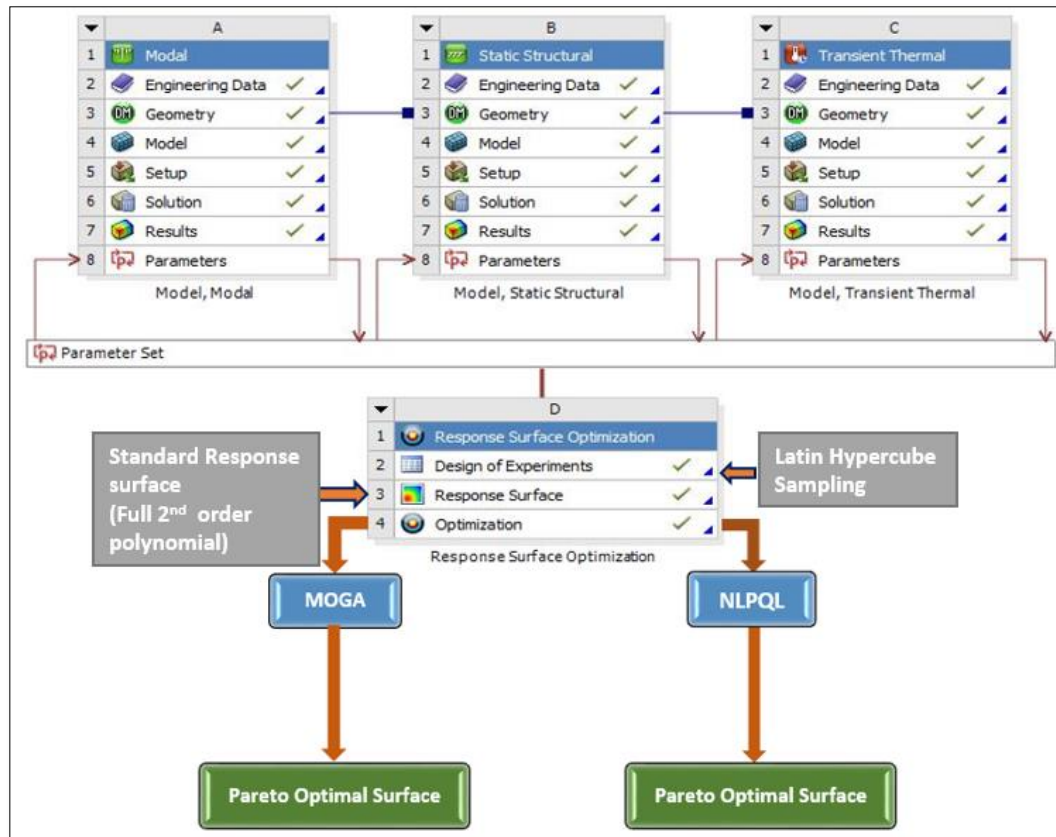 A
1 Modal
2 Engineering Data
3 Geometry
4 Model
5 Setup
6 Solution
7 Results
8 Parameters
Model, Modal
B
1 Static Structural
2 Engineering Data
3 Geometry
4 Model
5 Setup
6 Solution
7 Results
8 Parameters
Model, Static Structural
C
1 Transient Thermal
2 Engineering Data
3 Geometry
4 Model
5 Setup
6 Solution
7 Results
8 Parameters
Model, Transient Thermal
Parameter Set
D
1 Response Surface Optimization
2 Design of Experiments
3 Response Surface
4 Optimization
Response Surface Optimization
Standard Response
surface
(Full 2nd order
polynomial)
Latin Hypercube
Sampling
MOGA
NLPQL
Pareto Optimal Surface
Pareto Optimal Surface